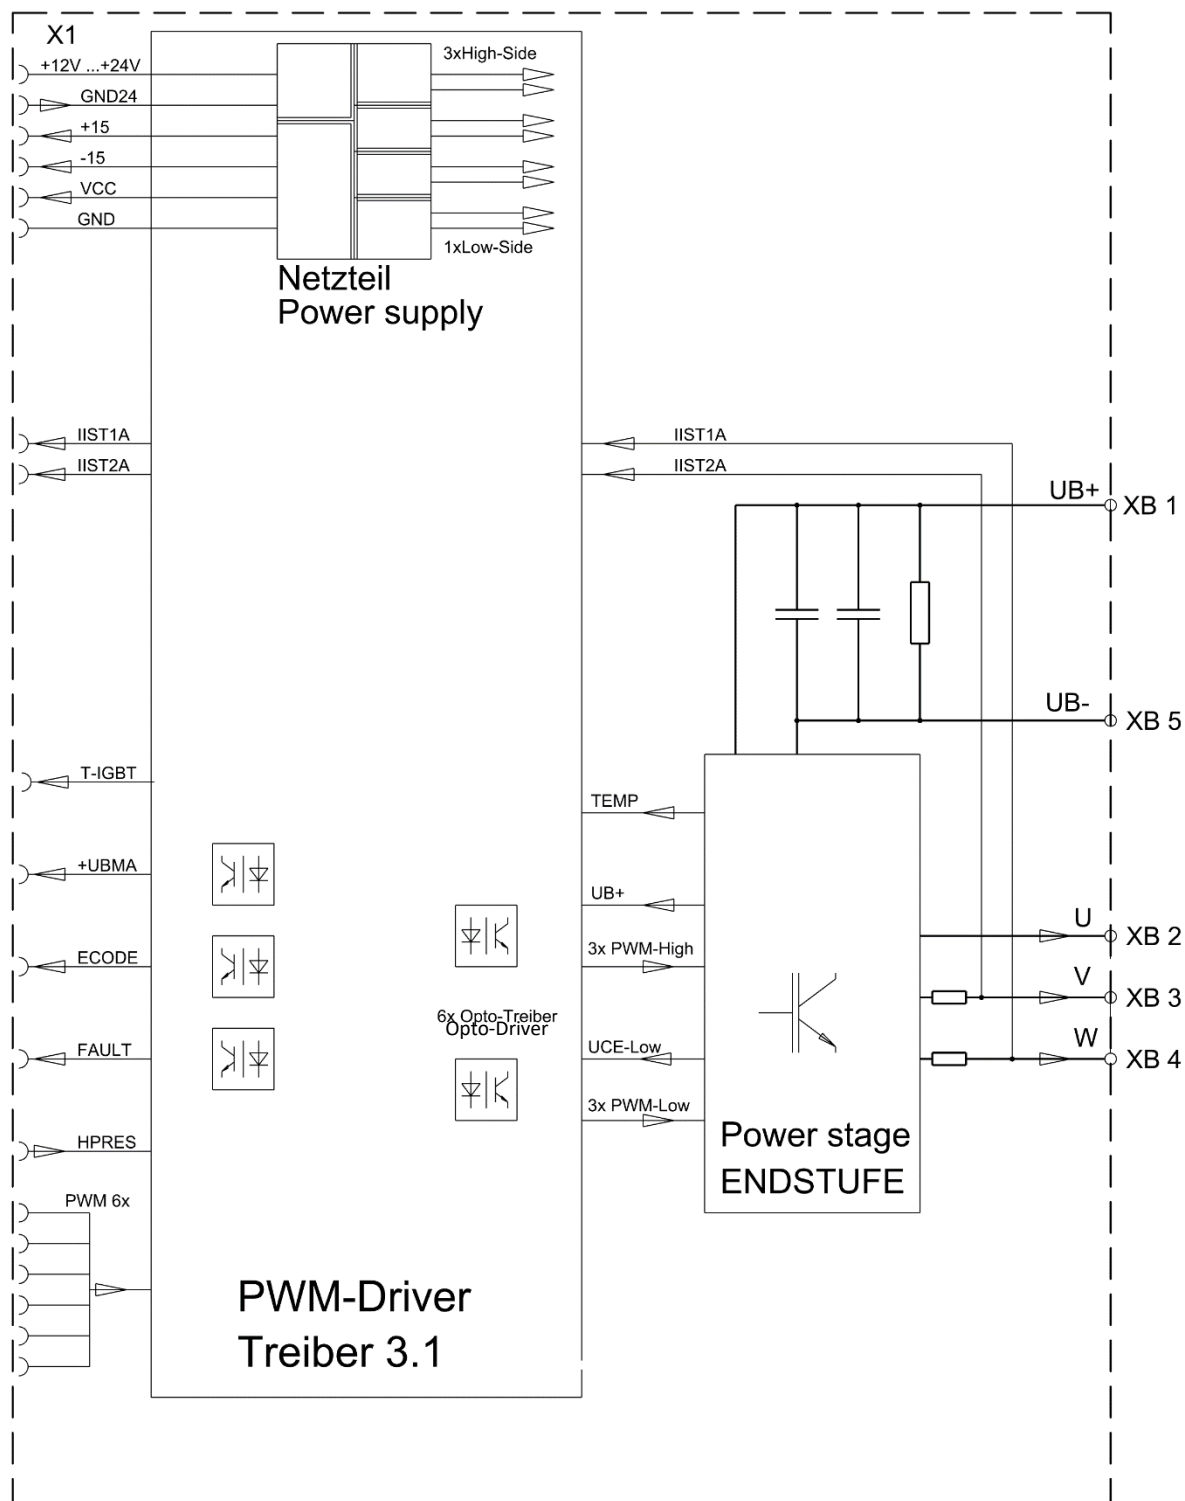 X1
+12V ...+24V
3xHigh-Side
GND24
+15
-15
VCC
GND
1xLow-Side
Netzteil
Power supply
IIST1A
IIST1A
IIST2A
IIST2A
UB+
XB 1
UB-
XB 5
T-IGBT
TEMP
+UBMA
UB+
U
XB 2
3x PWM-High
ECODE
V
XB 3
6x Opto-Treiber
Opto-Driver
W
XB 4
UCE-Low
FAULT
3x PWM-Low
HPRES
Power stage
ENDSTUFE
PWM 6x
PWM-Driver
Treiber 3.1